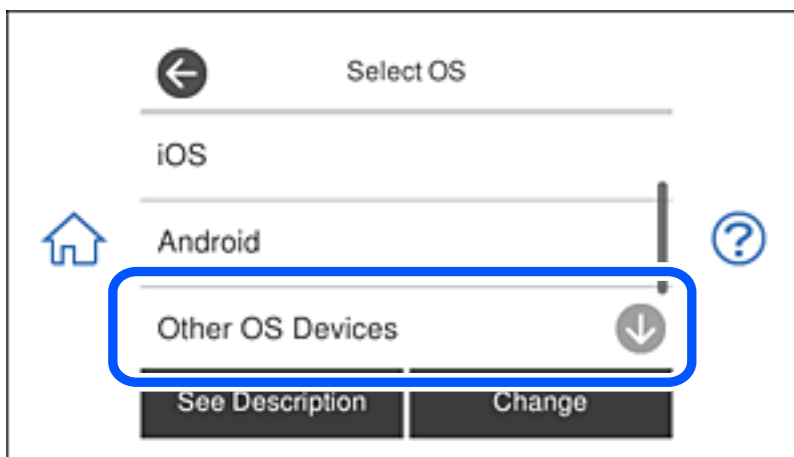 Select OS
iOS
Android
Other OS Devices
See Description Change